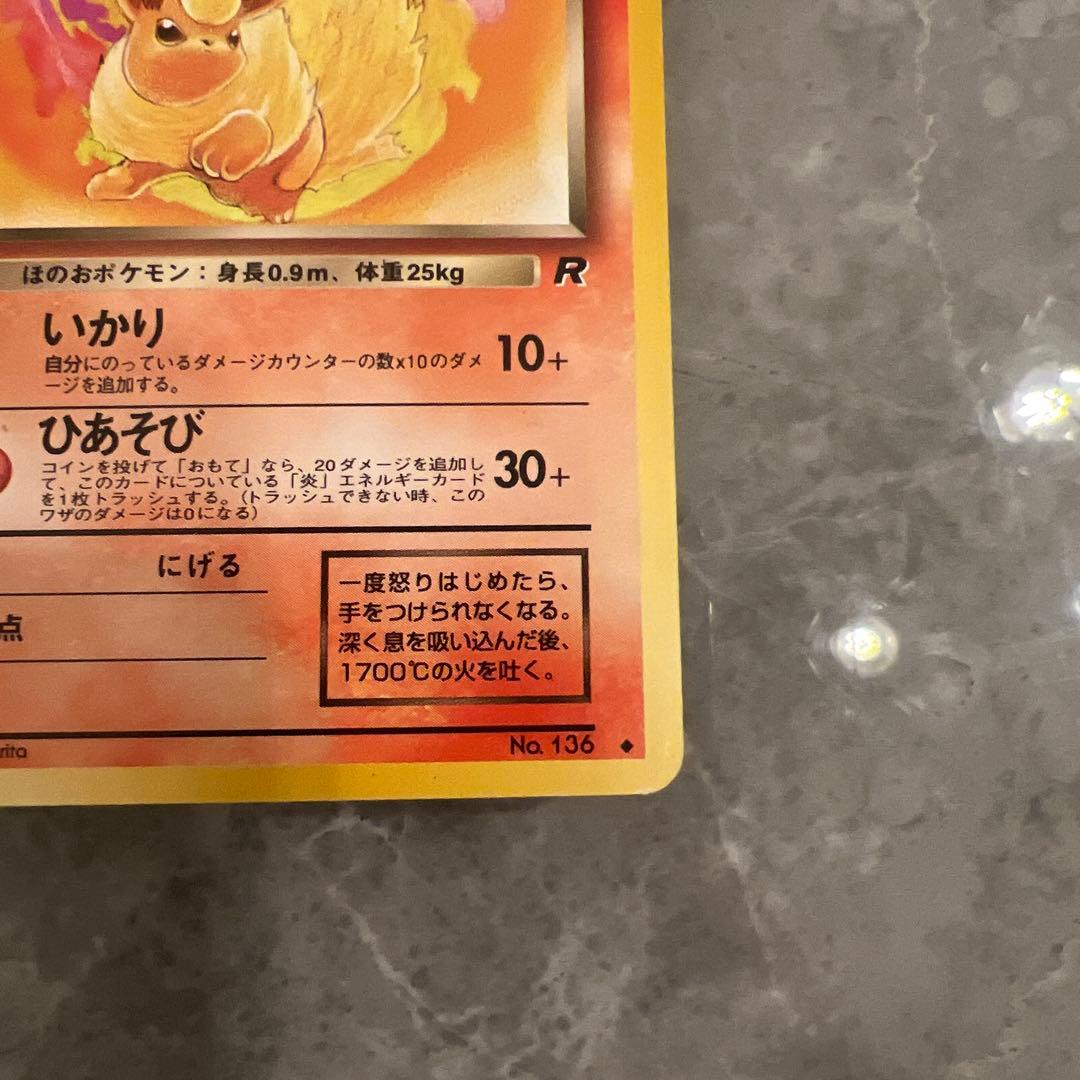 ほのおポケモン：身長0.9m、体重25kg
R
いかり
10+
自分にのっているダメージカウンターの数x10のダメ
ージを追加する。
ひあそび
30+
コインを投げて「おもて」なら、20ダメージを追加し
て、このカードについている「炎」エネルギーカード
を1枚トラッシュする。（トラッシュできない時、この
ワザのダメージは0になる）
にげる
点
一度怒りはじめたら、
手をつけられなくなる。
深く息を吸い込んだ後、
1700℃の火を吐く。
rita
No. 136